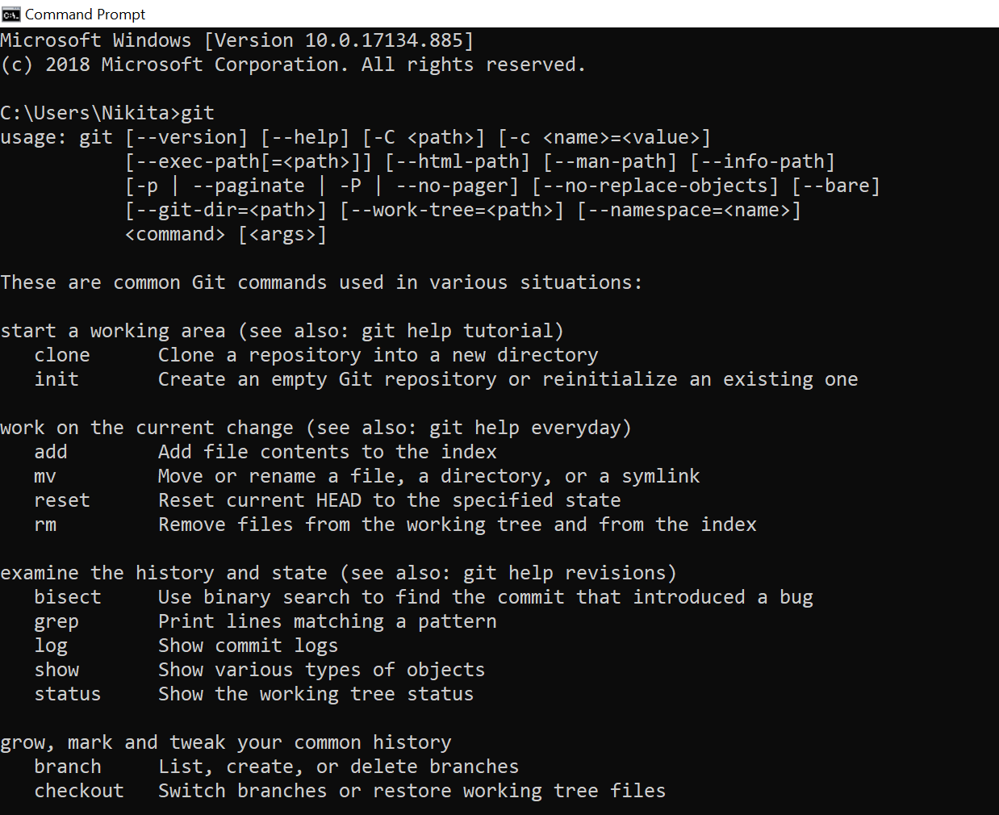 Command Prompt
Microsoft Windows [Version 10.0.17134.885]
(c) 2018 Microsoft Corporation. All rights reserved.
C:\Users\Nikita>git
usage: git [--version] [--help] [-C <path>] [-c <name>=<value>]
           [--exec-path[=<path>]] [--html-path] [--man-path] [--info-path]
           [-p | --paginate | -P | --no-pager] [--no-replace-objects] [--bare]
           [--git-dir=<path>] [--work-tree=<path>] [--namespace=<name>]
           <command> [<args>]
These are common Git commands used in various situations:
start a working area (see also: git help tutorial)
   clone      Clone a repository into a new directory
   init       Create an empty Git repository or reinitialize an existing one
work on the current change (see also: git help everyday)
   add        Add file contents to the index
   mv         Move or rename a file, a directory, or a symlink
   reset      Reset current HEAD to the specified state
   rm         Remove files from the working tree and from the index
examine the history and state (see also: git help revisions)
   bisect     Use binary search to find the commit that introduced a bug
   grep       Print lines matching a pattern
   log        Show commit logs
   show       Show various types of objects
   status     Show the working tree status
grow, mark and tweak your common history
   branch     List, create, or delete branches
   checkout   Switch branches or restore working tree files